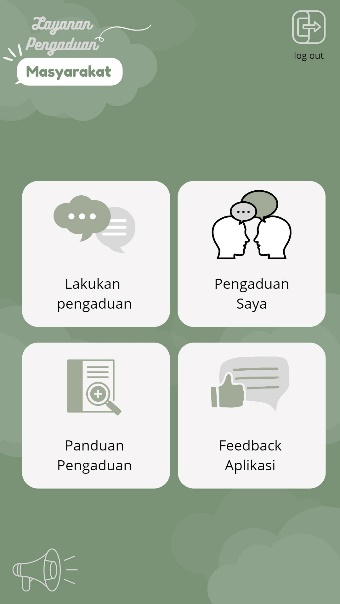 Layanan
Pengaduan
Masyarakat
log out
Lakukan
pengaduan
Pengaduan
Saya
Panduan
Pengaduan
Feedback
Aplikasi